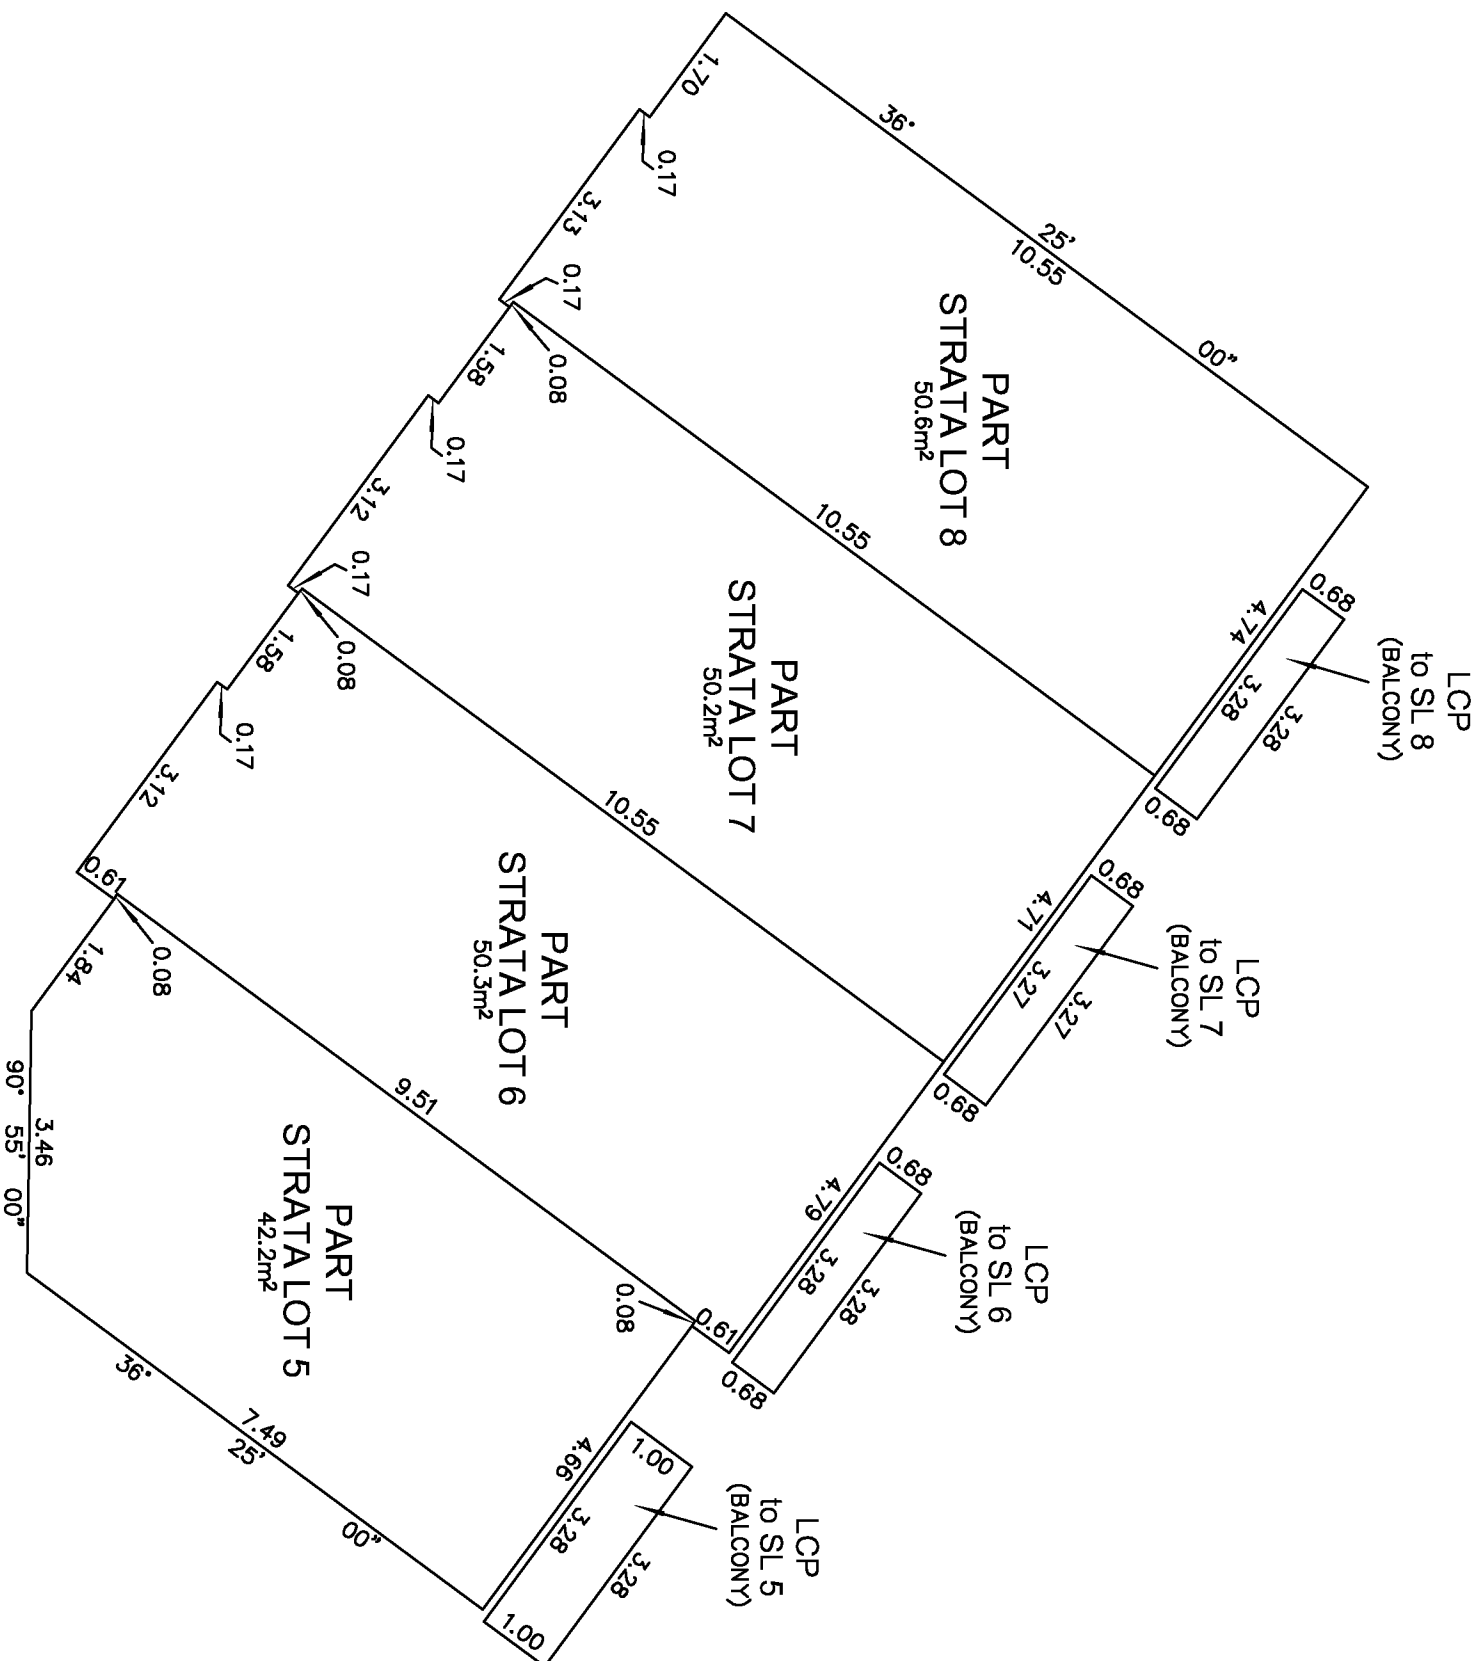 36° 25' 00"
10.55
1.70
0.17
3.13
0.17
0.08
PART
STRATA LOT 8
50.6m²
4.74
0.68
3.28
3.28
0.68
LCP
to SL 8
(BALCONY)
10.55
1.58
0.17
3.12
0.17
0.08
PART
STRATA LOT 7
50.2m²
4.71
0.68
3.27
3.27
0.68
LCP
to SL 7
(BALCONY)
10.55
1.58
0.17
3.12
0.61
0.08
PART
STRATA LOT 6
50.3m²
4.79
0.68
3.28
3.28
0.68
LCP
to SL 6
(BALCONY)
9.51
0.61
0.08
1.84
3.46
90° 55' 00"
PART
STRATA LOT 5
42.2m²
4.66
1.00
3.28
3.28
1.00
LCP
to SL 5
(BALCONY)
7.49
36° 25' 00"